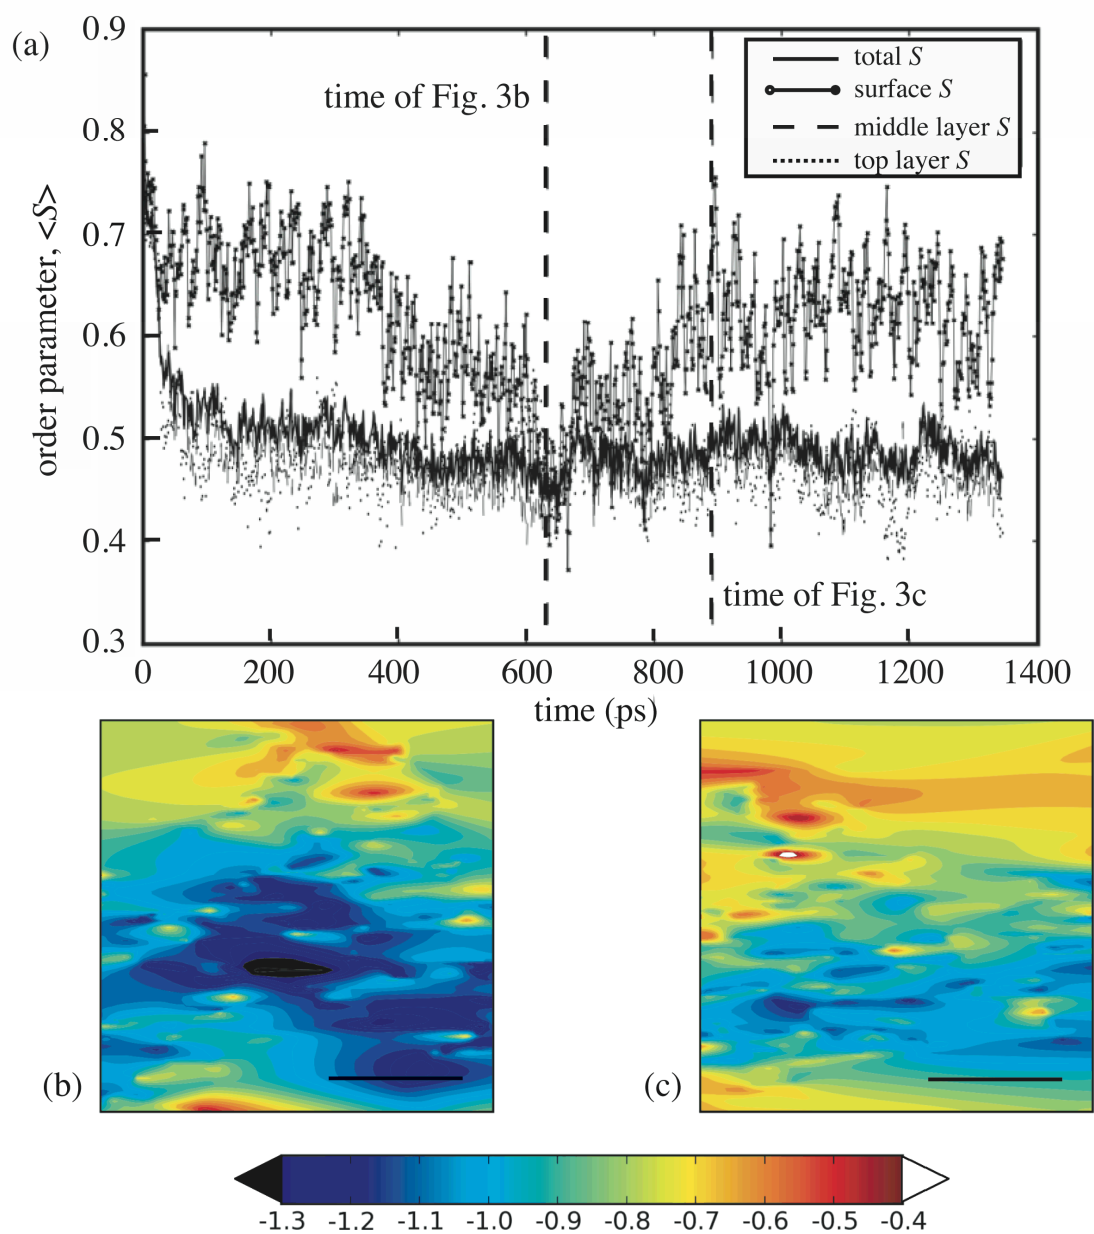 (a)
0.9
0.8
0.7
0.6
0.5
0.4
0.3
order parameter, <S>
time of Fig. 3b
total S
surface S
middle layer S
top layer S
time of Fig. 3c
0 200 400 600 800 1000 1200 1400
time (ps)
(b)
(c)
-1.3 -1.2 -1.1 -1.0 -0.9 -0.8 -0.7 -0.6 -0.5 -0.4